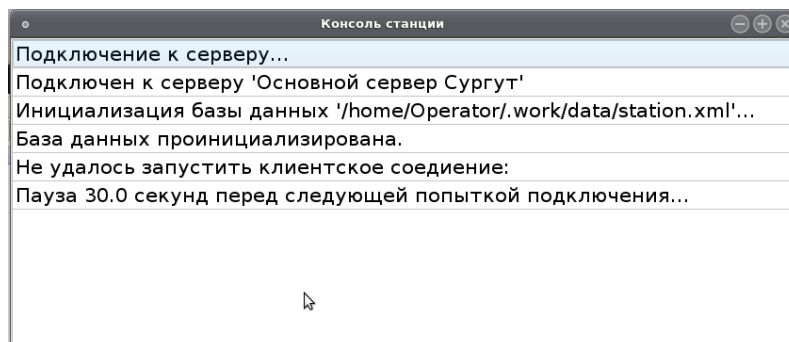 Консоль станции
Подключение к серверу...
Подключен к серверу 'Основной сервер Сургут'
Инициализация базы данных '/home/Operator/.work/data/station.xml'...
База данных проинициализирована.
Не удалось запустить клиентское соедиение:
Пауза 30.0 секунд перед следующей попыткой подключения...